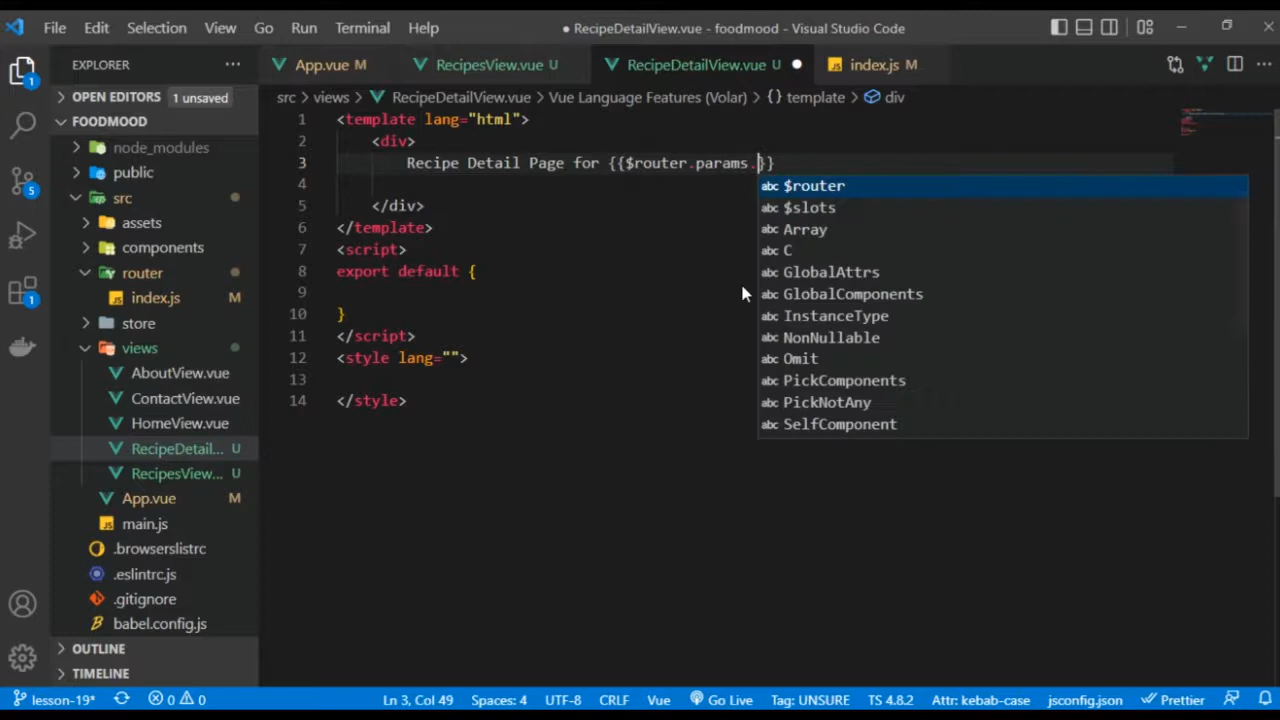 File Edit Selection View Go Run Terminal Help ● RecipeDetailView.vue - foodmood - Visual Studio Code
EXPLORER ···
App.vue M RecipesView.vue U RecipeDetailView.vue U index.js M ···
OPEN EDITORS 1 unsaved
src > views > RecipeDetailView.vue > Vue Language Features (Volar) > {} template > div
FOODMOOD
node_modules
public
5
src
assets
components
router
index.js M
1
store
views
AboutView.vue
ContactView.vue
HomeView.vue
RecipeDetail... U
RecipesView... U
App.vue M
main.js
.browserslistrc
.eslintrc.js
.gitignore
babel.config.js
OUTLINE
TIMELINE
1 <template lang="html">
2 <div>
3 Recipe Detail Page for {{$router.params.}}
4
5 </div>
6 </template>
7 <script>
8 export default {
9
10 }
11 </script>
12 <style lang="">
13
14 </style>
abc $router
abc $slots
abc Array
abc C
abc GlobalAttrs
abc GlobalComponents
abc InstanceType
abc NonNullable
abc Omit
abc PickComponents
abc PickNotAny
abc SelfComponent
lesson-19* 0 0 Ln 3, Col 49 Spaces: 4 UTF-8 CRLF Vue Go Live Tag: UNSURE TS 4.8.2 Attr: kebab-case jsconfig.json Prettier